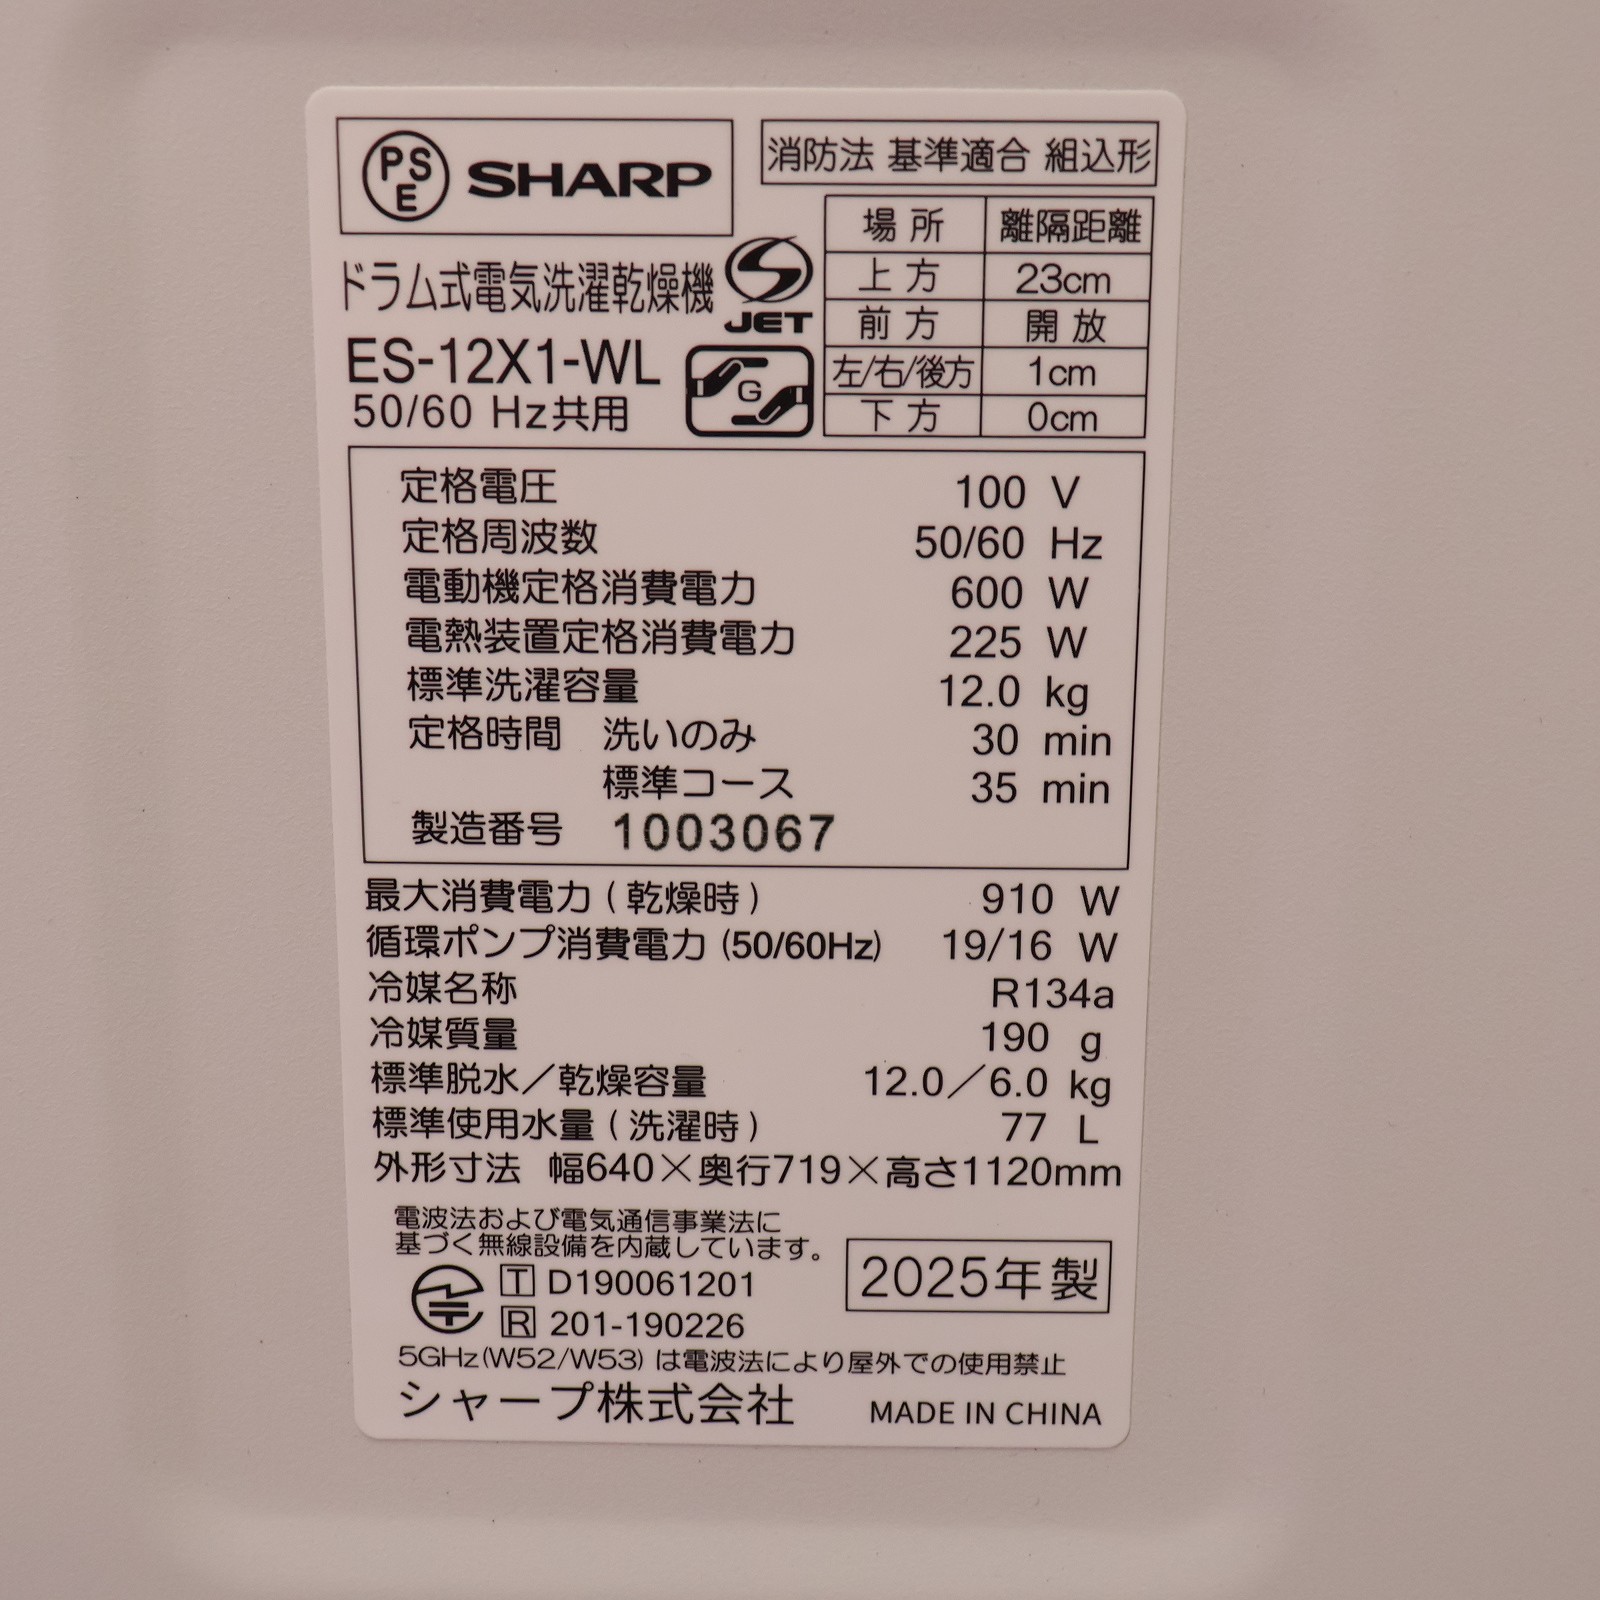 PSE SHARP
消防法 基準適合 組込形
ドラム式電気洗濯乾燥機
JET
ES-12X1-WL
G
50/60 Hz共用
場所 離隔距離
上方 23cm
前方 開放
左/右/後方 1cm
下方 0cm
定格電圧 100 V
定格周波数 50/60 Hz
電動機定格消費電力 600 W
電熱装置定格消費電力 225 W
標準洗濯容量 12.0 kg
定格時間 洗いのみ 30 min
標準コース 35 min
製造番号 1003067
最大消費電力(乾燥時) 910 W
循環ポンプ消費電力(50/60Hz) 19/16 W
冷媒名称 R134a
冷媒質量 190 g
標準脱水/乾燥容量 12.0/6.0 kg
標準使用水量(洗濯時) 77 L
外形寸法 幅640×奥行719×高さ1120mm
電波法および電気通信事業法に
基づく無線設備を内蔵しています。
T D190061201
R 201-190226
2025年製
5GHz(W52/W53)は電波法により屋外での使用禁止
シャープ株式会社 MADE IN CHINA